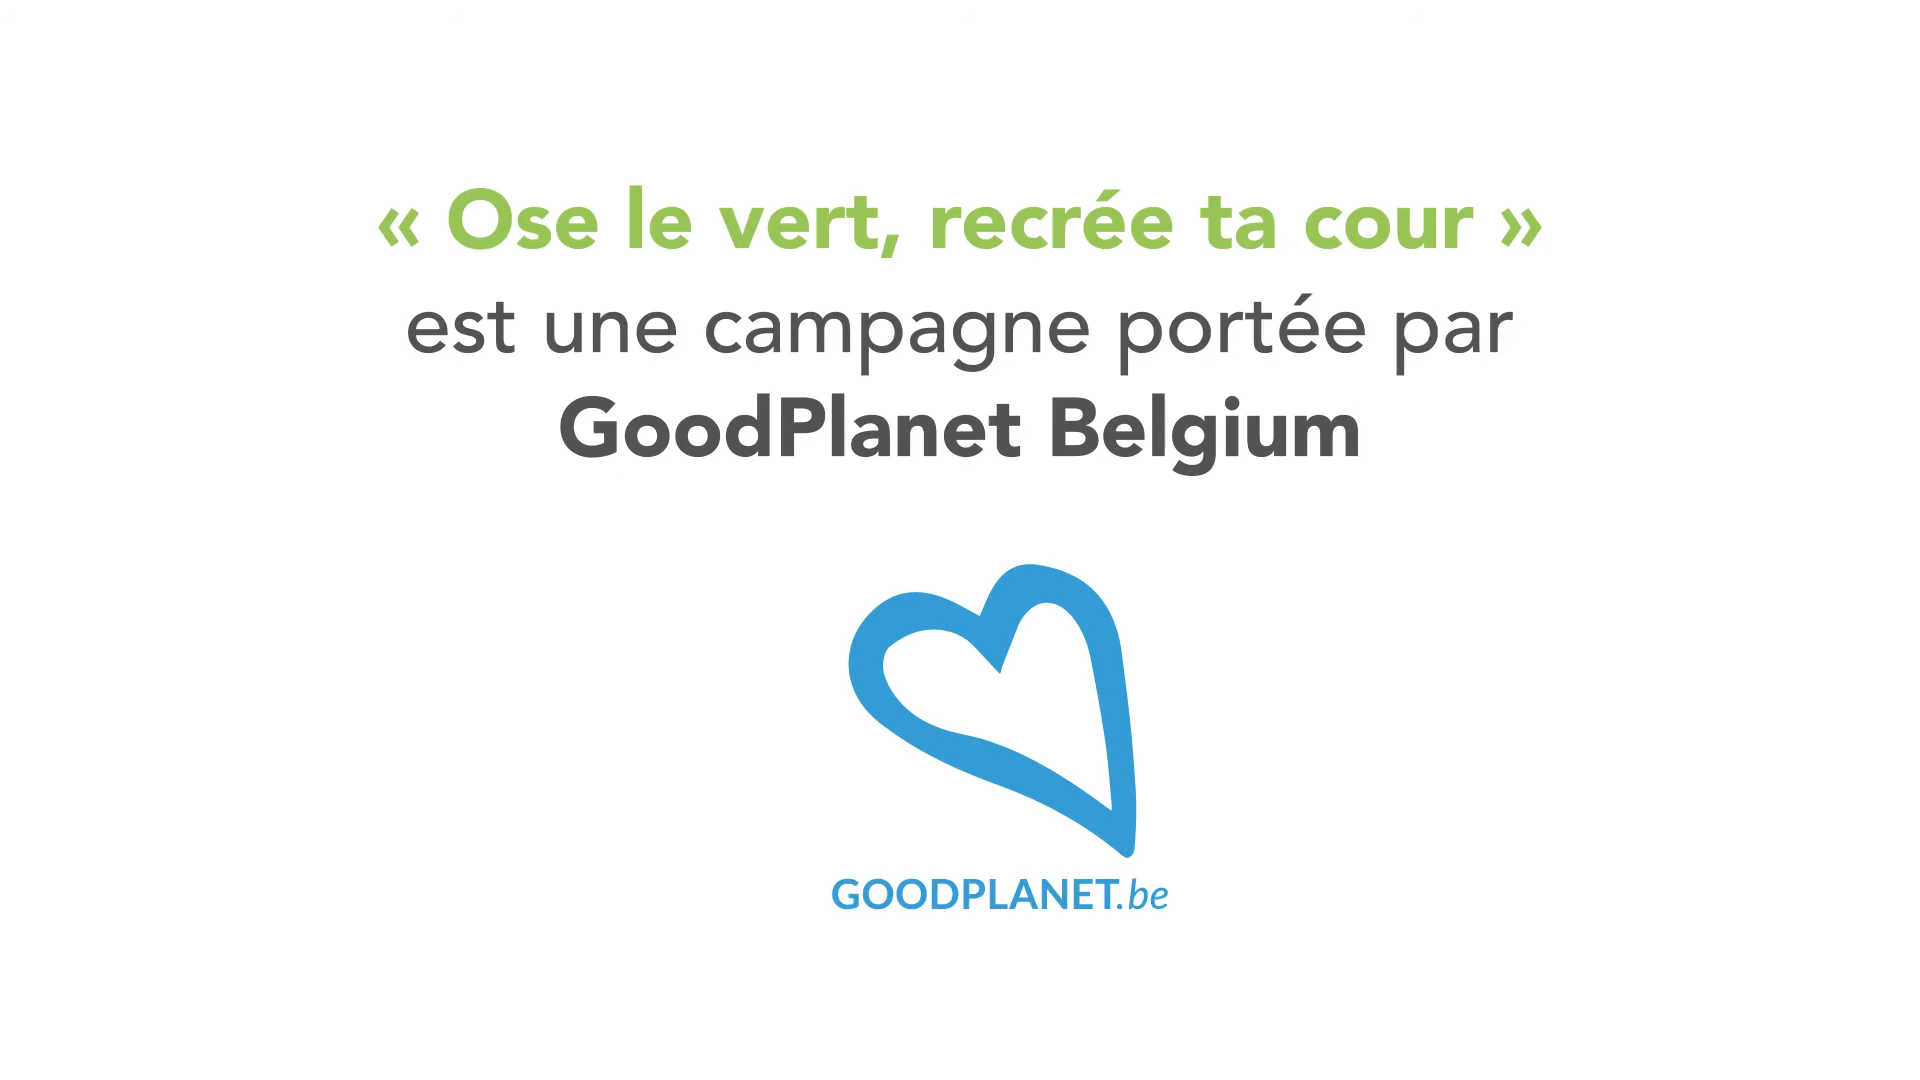 « Ose le vert, recrée ta cour »
est une campagne portée par
GoodPlanet Belgium
GOODPLANET.be